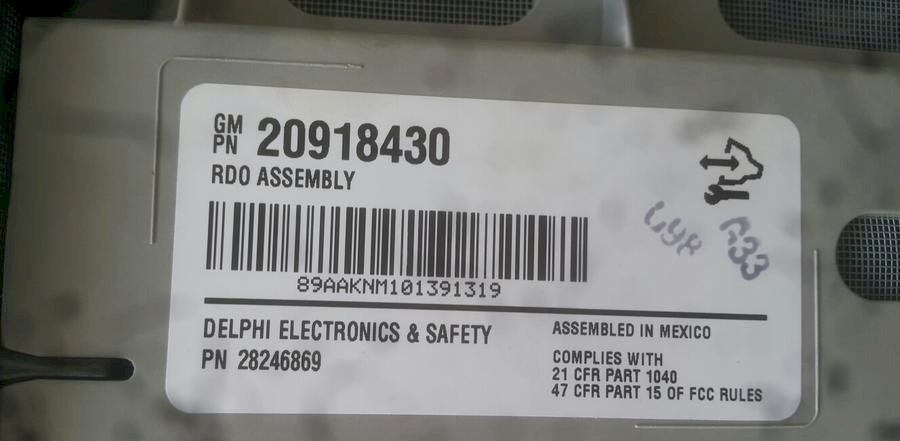 GM
PN 20918430
RDO ASSEMBLY
89AAKNM101391319
DELPHI ELECTRONICS & SAFETY
PN 28246869
ASSEMBLED IN MEXICO
COMPLIES WITH
21 CFR PART 1040
47 CFR PART 15 OF FCC RULES